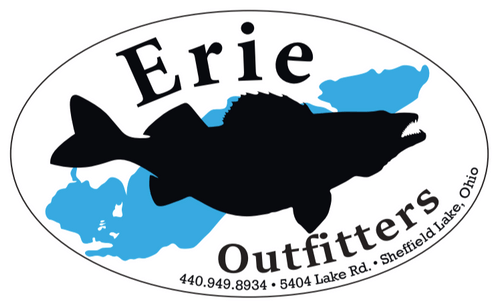 Erie
Outfitters
440.949.8934 • 5404 Lake Rd. • Sheffield Lake, Ohio